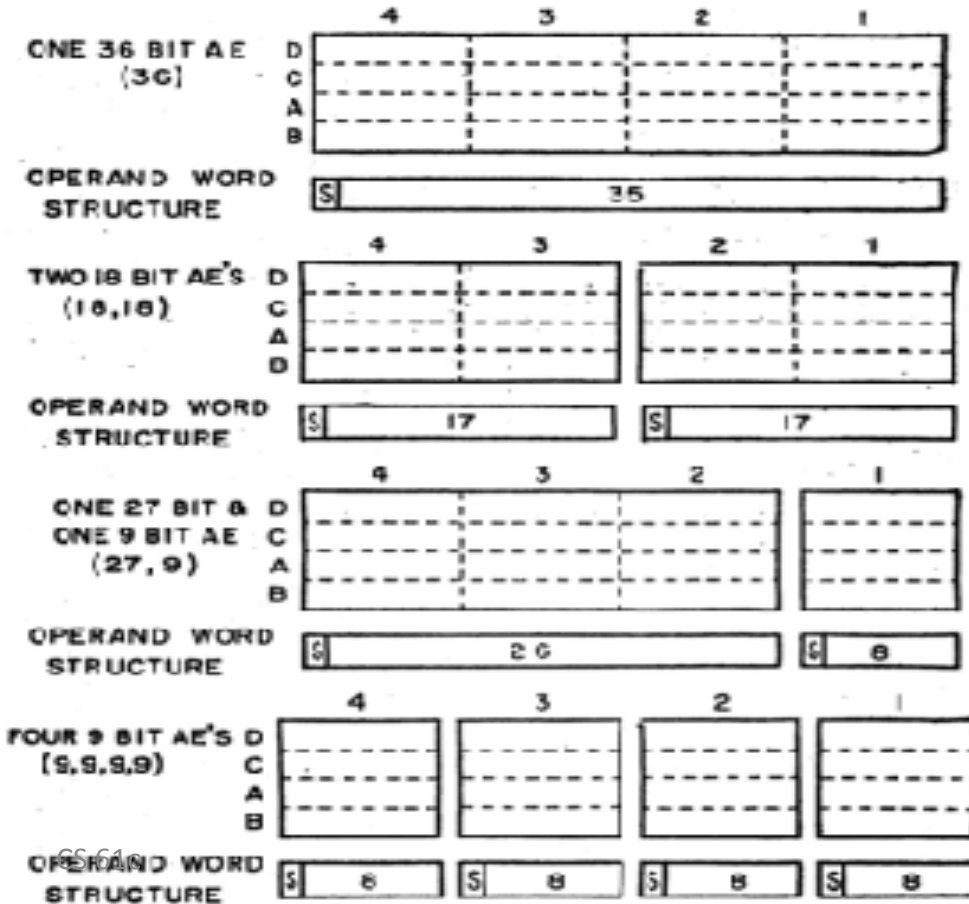 4 3 2 1
ONE 36 BIT AE D
(36) C
A
B
OPERAND WORD
STRUCTURE S 35
4 3 2 1
TWO 18 BIT AE'S D
(18,18) C
A
B
OPERAND WORD
STRUCTURE S 17 S 17
4 3 2 1
ONE 27 BIT & D
ONE 9 BIT AE C
(27,9) A
B
OPERAND WORD
STRUCTURE S 26 S 8
4 3 2 1
FOUR 9 BIT AE'S D
(9,9,9,9) C
A
B
OPERAND WORD
STRUCTURE S 8 S 8 S 8 S 8